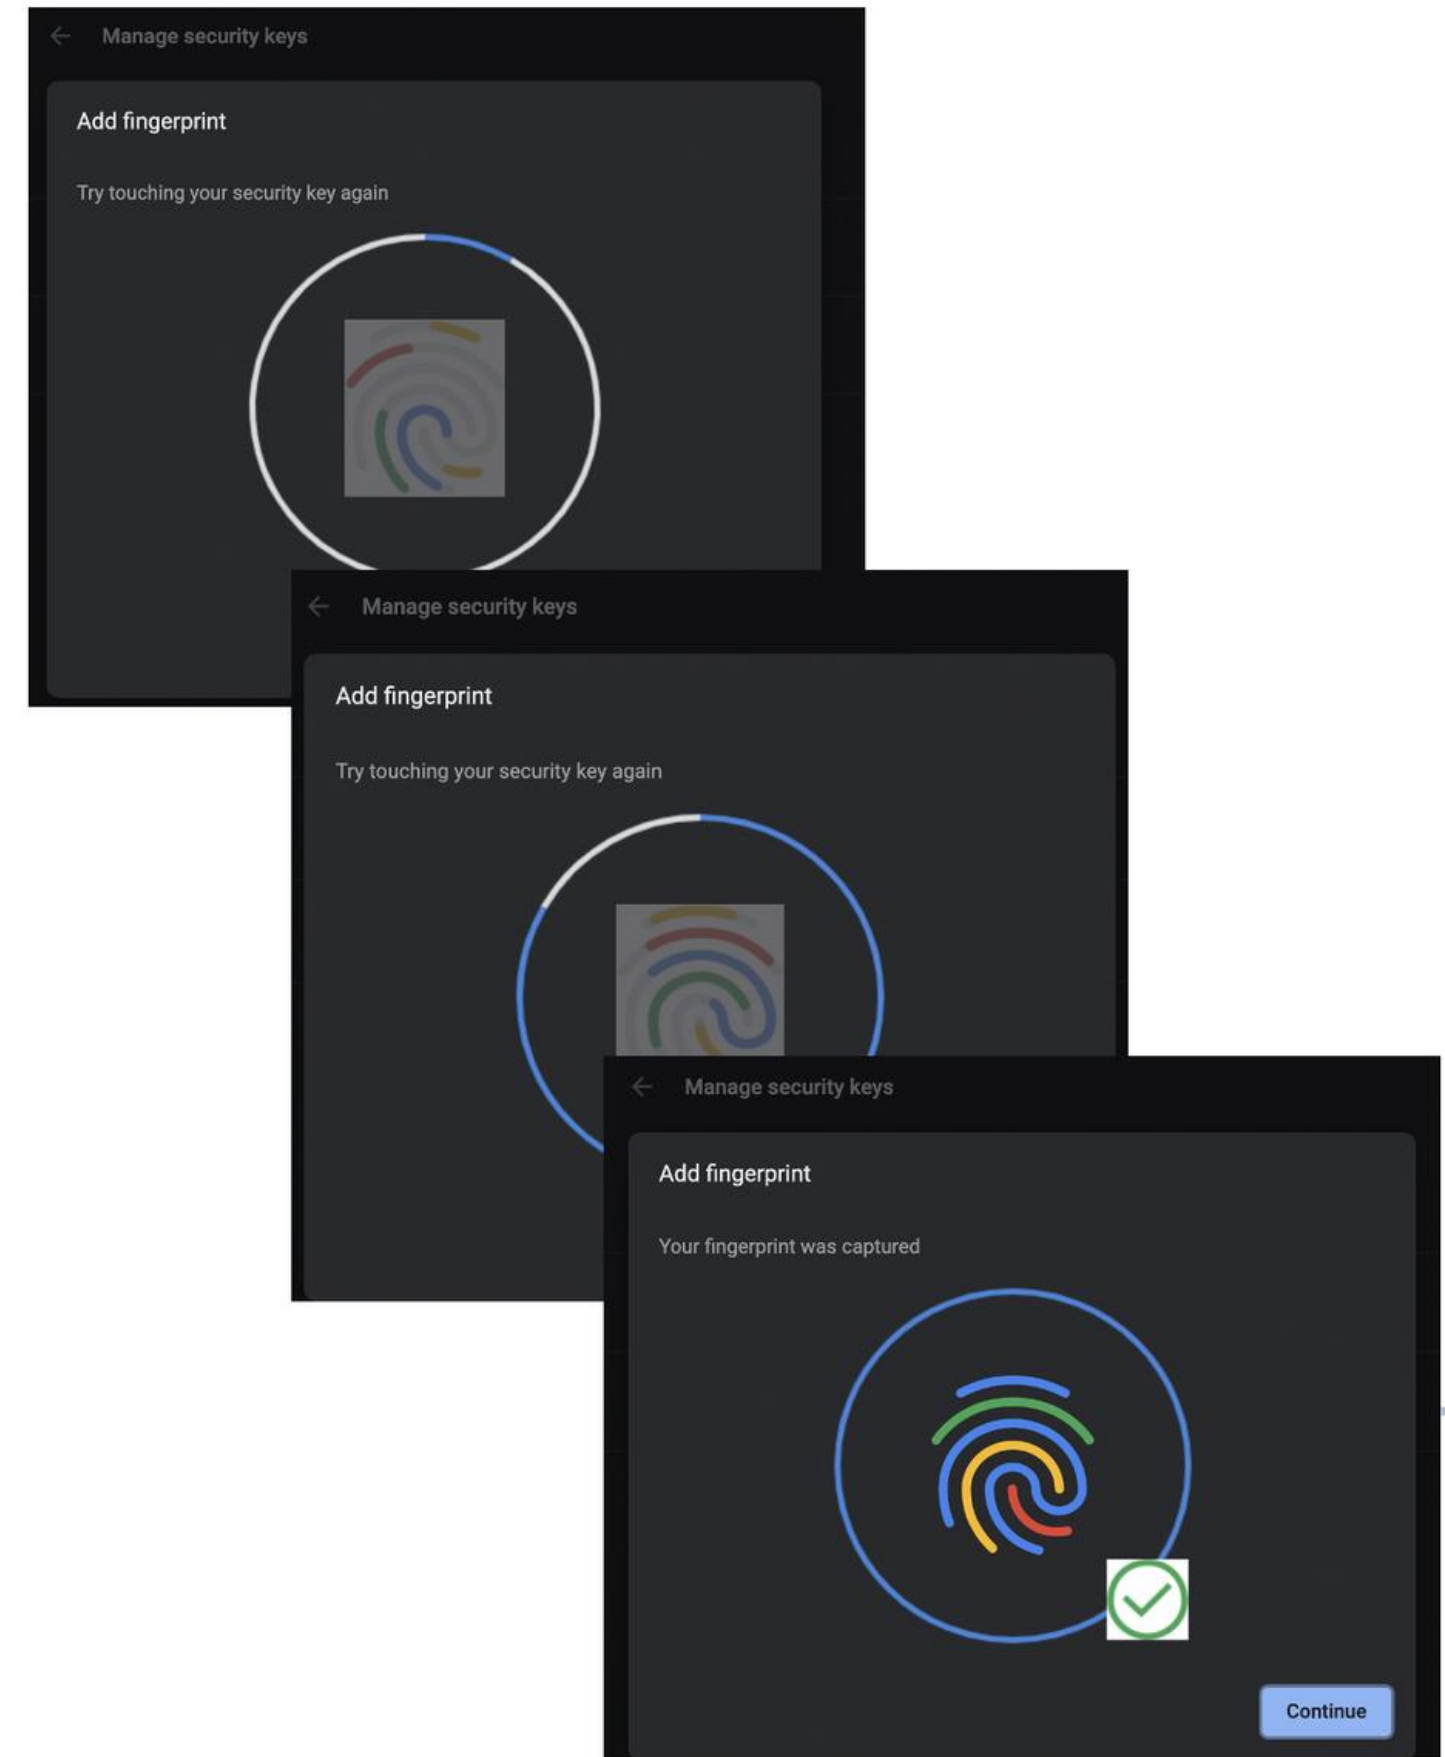 Manage security keys
Add fingerprint
Try touching your security key again
Manage security keys
Add fingerprint
Try touching your security key again
Manage security keys
Add fingerprint
Your fingerprint was captured
Continue